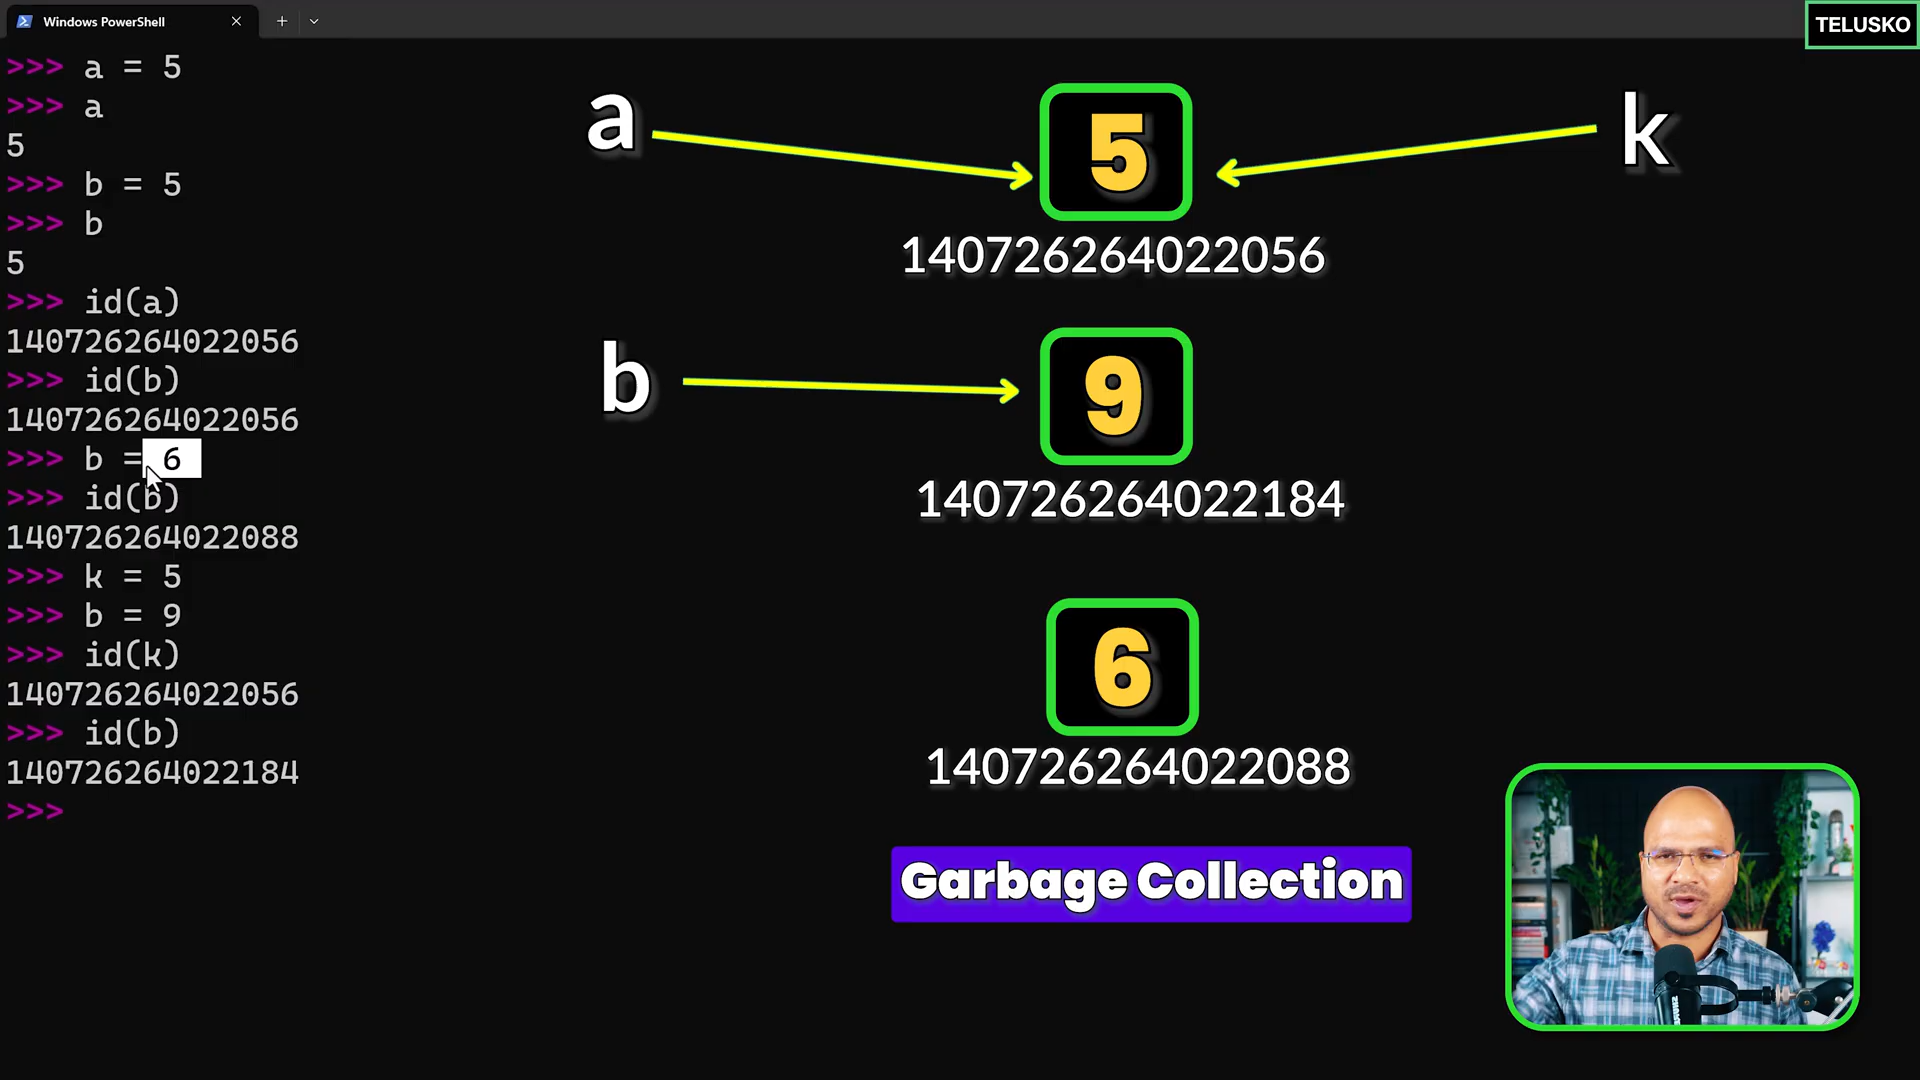 Windows PowerShell
TELUSKO
>>> a = 5
>>> a
5
>>> b = 5
>>> b
5
>>> id(a)
140726264022056
>>> id(b)
140726264022056
>>> b = 6
>>> id(b)
140726264022088
>>> k = 5
>>> b = 9
>>> id(k)
140726264022056
>>> id(b)
140726264022184
>>>
a
5
k
140726264022056
b
9
140726264022184
6
140726264022088
Garbage Collection